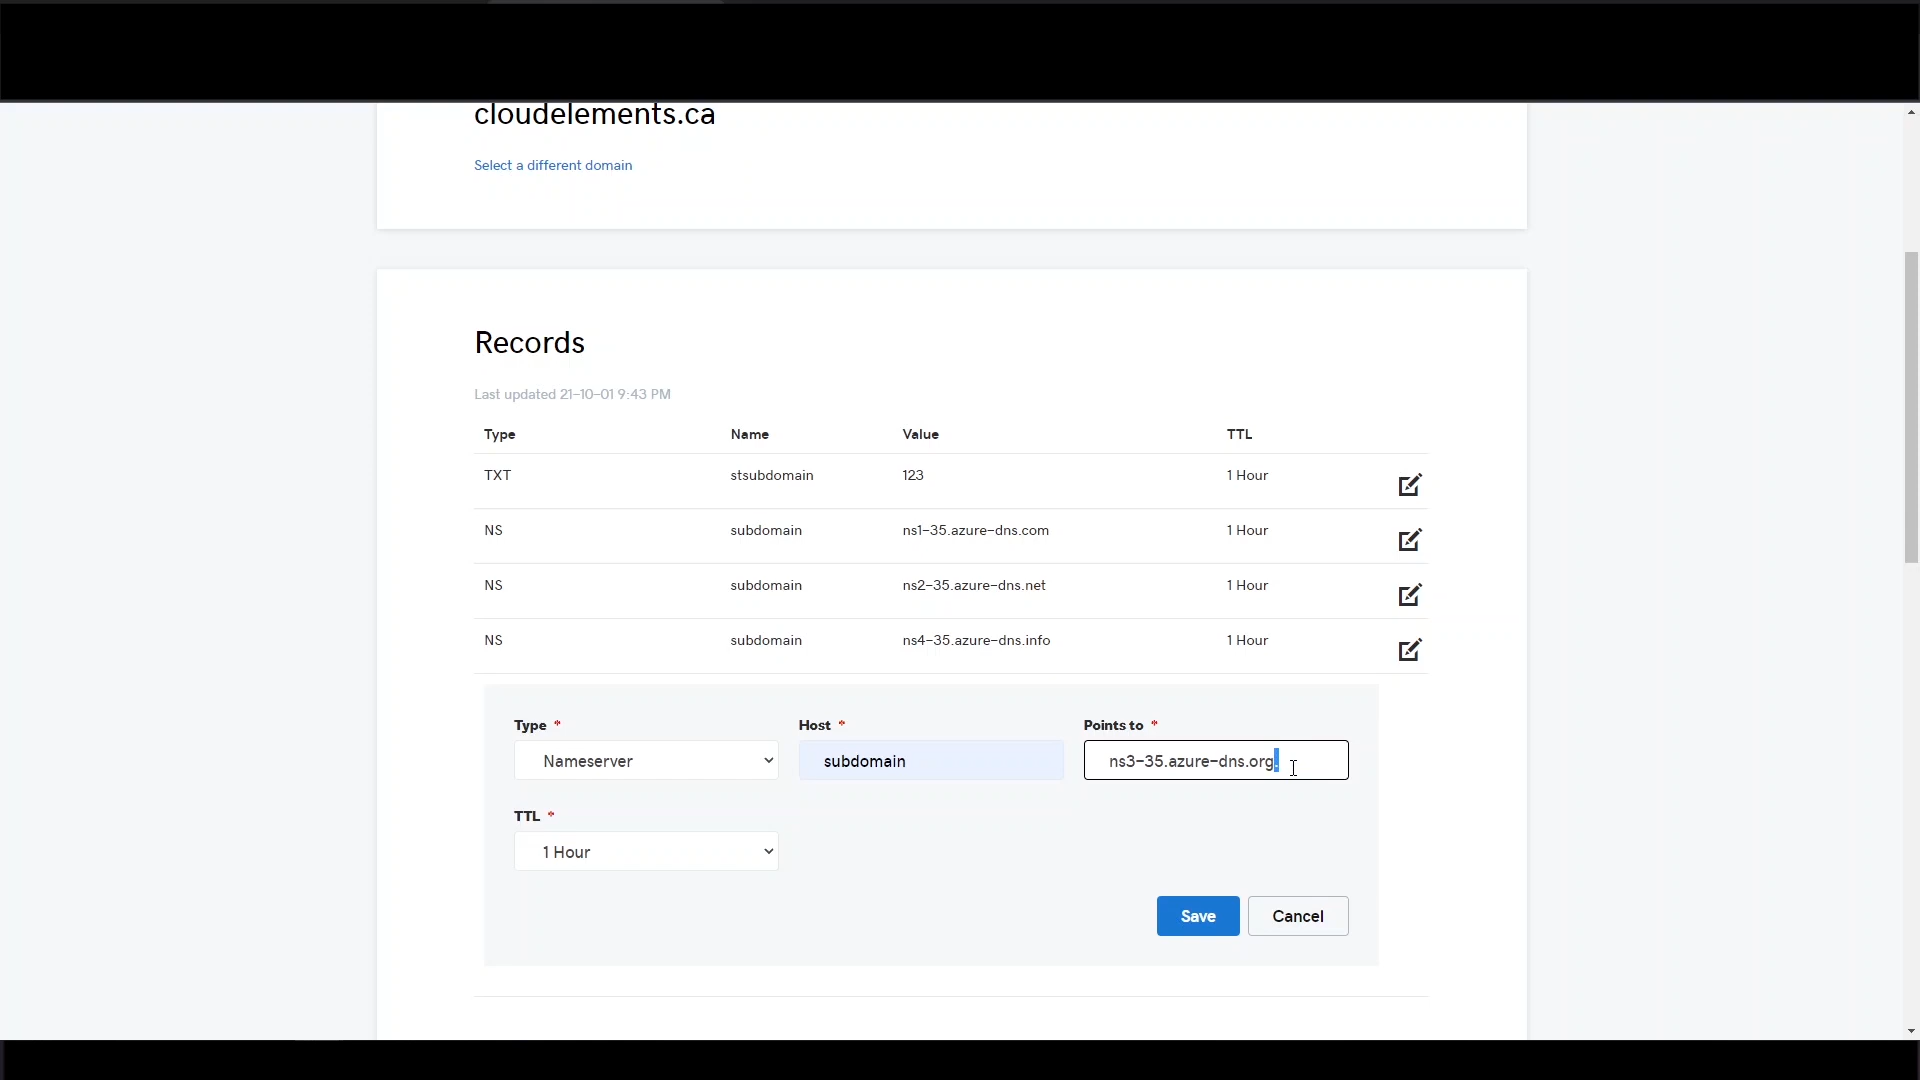 cloudelements.ca
Select a different domain
Records
Last updated 21-10-01 9:43 PM
Type Name Value TTL
TXT stsubdomain 123 1 Hour
NS subdomain ns1-35.azure-dns.com 1 Hour
NS subdomain ns2-35.azure-dns.net 1 Hour
NS subdomain ns4-35.azure-dns.info 1 Hour
Type * Host * Points to *
Nameserver subdomain ns3-35.azure-dns.org.
TTL *
1 Hour
Save Cancel